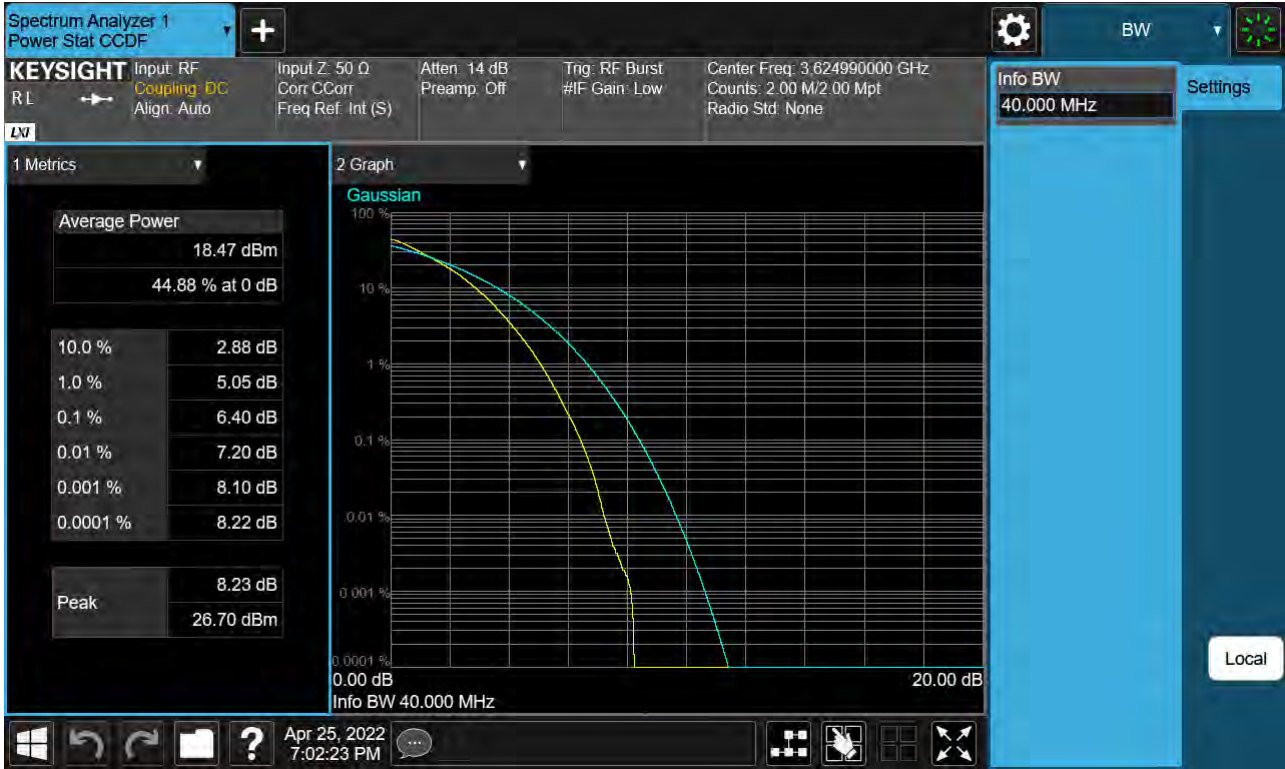 Spectrum Analyzer 1
Power Stat CCDF
BW
KEYSIGHT
R L
LXI
Input: RF
Coupling: DC
Align: Auto
Input Z: 50 Ω
Corr CCorr
Freq Ref: Int (S)
Atten: 14 dB
Preamp: Off
Trig: RF Burst
#IF Gain: Low
Center Freq: 3.624990000 GHz
Counts: 2.00 M/2.00 Mpt
Radio Std: None
Info BW
40.000 MHz
Settings
1 Metrics
Average Power
18.47 dBm
44.88 % at 0 dB
10.0 % 2.88 dB
1.0 % 5.05 dB
0.1 % 6.40 dB
0.01 % 7.20 dB
0.001 % 8.10 dB
0.0001 % 8.22 dB
Peak
8.23 dB
26.70 dBm
2 Graph
Gaussian
100 %
10 %
1 %
0.1 %
0.01 %
0.001 %
0.0001 %
0.00 dB 20.00 dB
Info BW 40.000 MHz
Local
?
Apr 25, 2022
7:02:23 PM